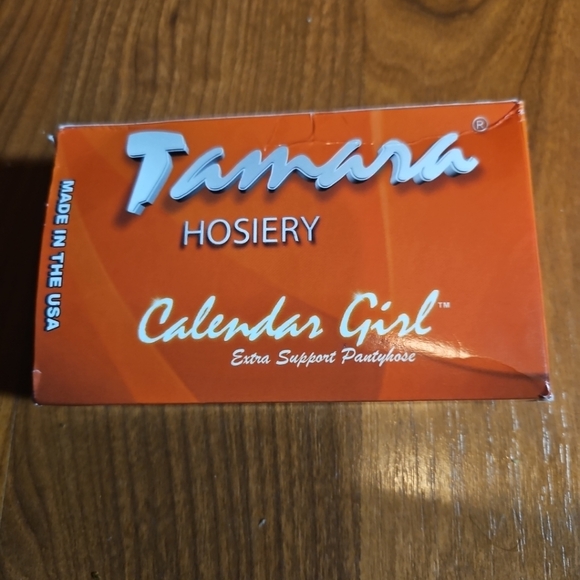 Tamara®
HOSIERY
MADE IN THE USA
Calendar Girl™
Extra Support Pantyhose